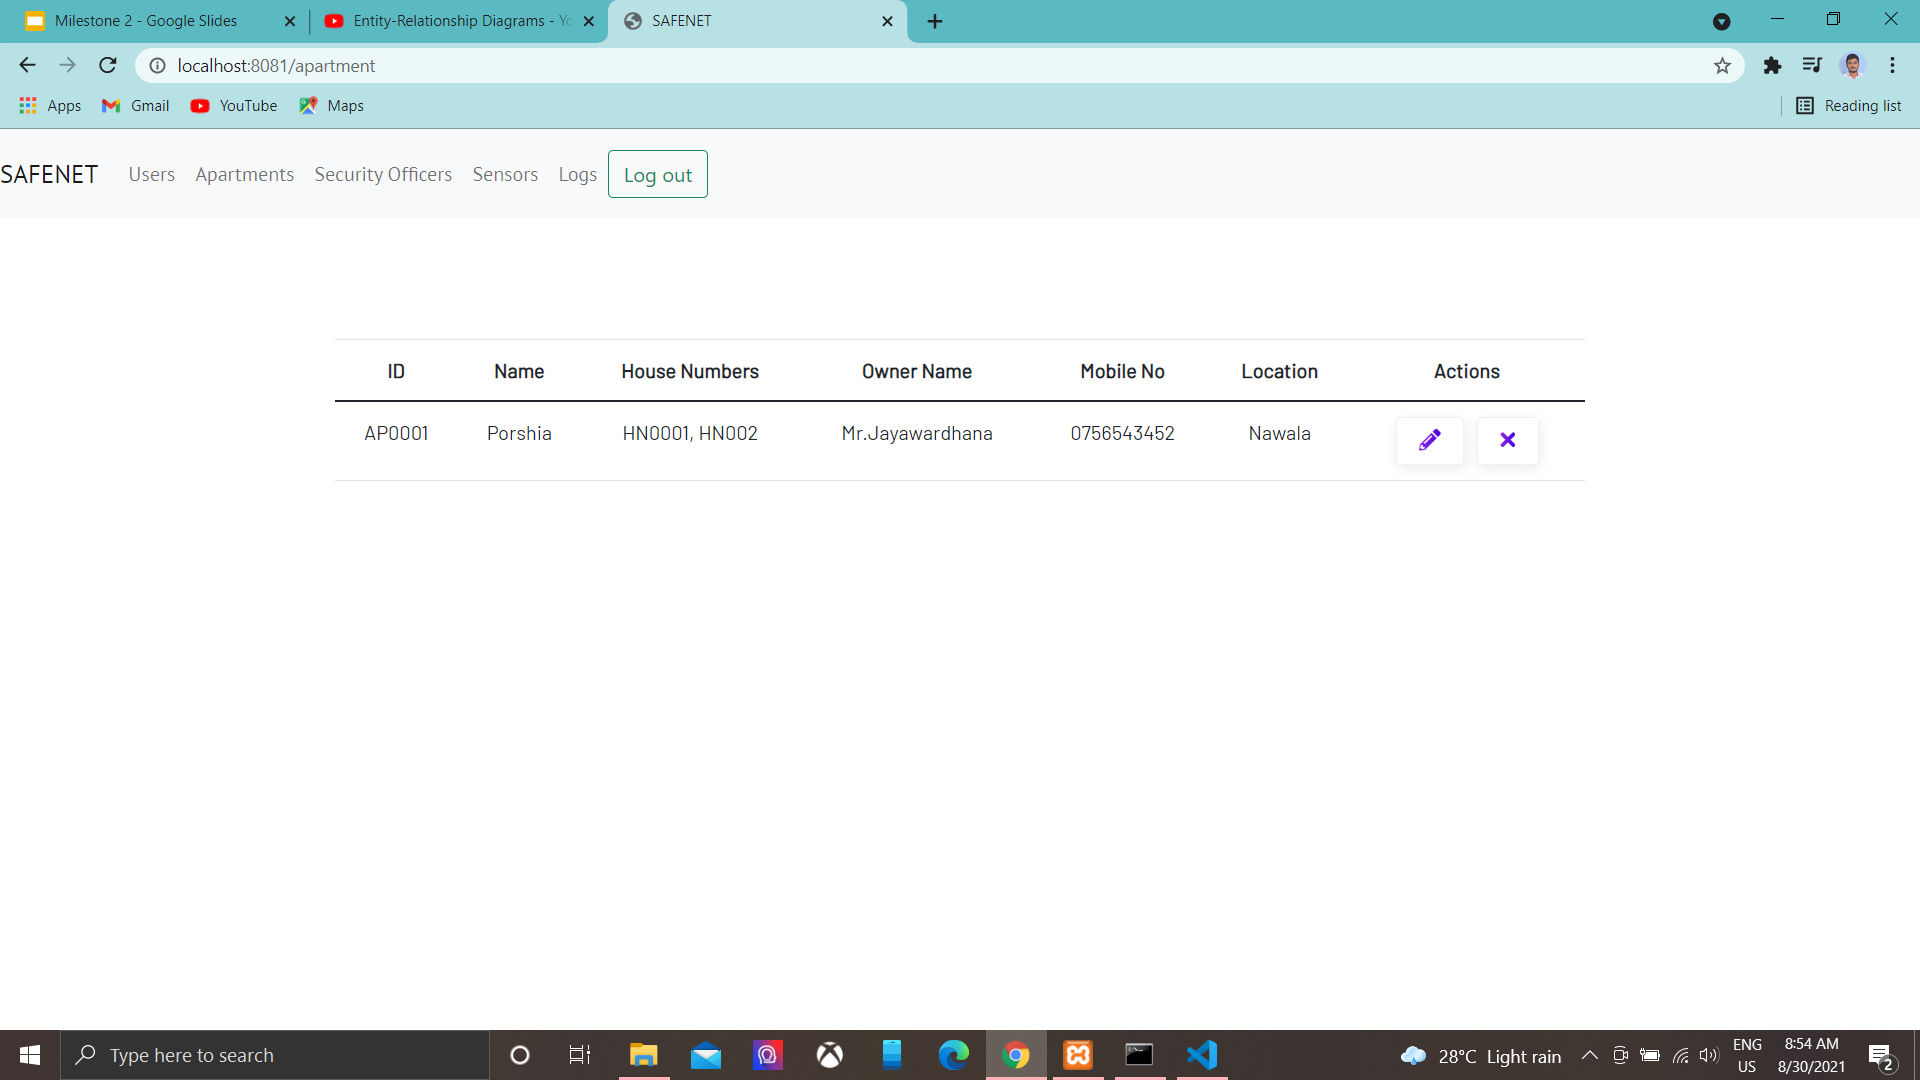 Milestone 2 - Google Slides
Entity-Relationship Diagrams - Yo
SAFENET
localhost:8081/apartment
Apps Gmail YouTube Maps Reading list
SAFENET Users Apartments Security Officers Sensors Logs Log out
ID Name House Numbers Owner Name Mobile No Location Actions
AP0001 Porshia HN0001, HN002 Mr.Jayawardhana 0756543452 Nawala
Type here to search
28°C Light rain
ENG
US
8:54 AM
8/30/2021
2